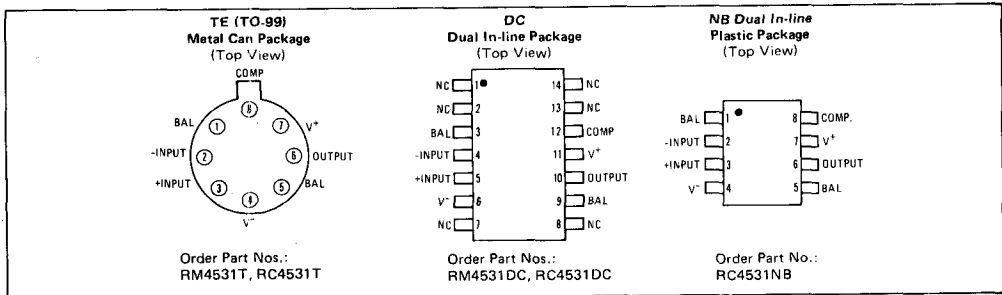 TE (TO-99)
Metal Can Package
(Top View)
COMP
8
BAL 1 7 V+
-INPUT 2 6 OUTPUT
+INPUT 3 5 BAL
4
V-
Order Part Nos.:
RM4531T, RC4531T
DC
Dual In-line Package
(Top View)
NC 1 14 NC
NC 2 13 NC
BAL 3 12 COMP
-INPUT 4 11 V+
+INPUT 5 10 OUTPUT
V- 6 9 BAL
NC 7 8 NC
Order Part Nos.:
RM4531DC, RC4531DC
NB Dual In-line
Plastic Package
(Top View)
BAL 1 8 COMP.
-INPUT 2 7 V+
+INPUT 3 6 OUTPUT
V- 4 5 BAL
Order Part No.:
RC4531NB